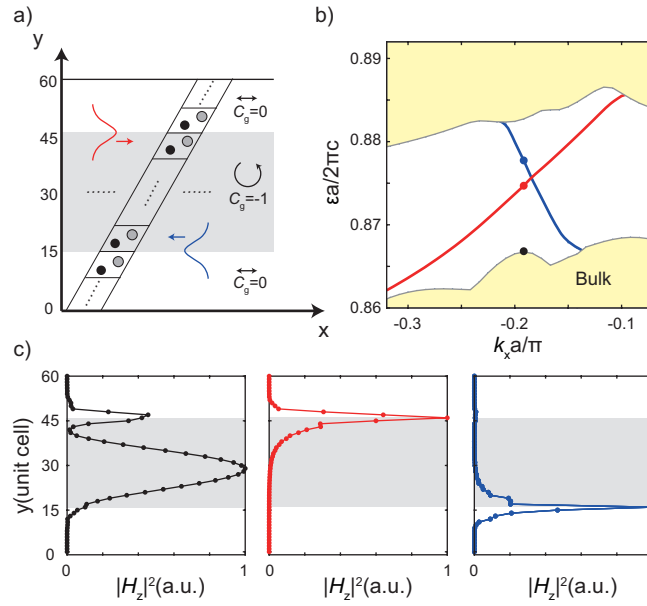 a)
y
60
45
30
15
0
x
C_g=0
C_g=-1
C_g=0
b)
εa/2πc
0.89
0.88
0.87
0.86
Bulk
-0.3
-0.2
-0.1
k_x a/π
c)
y(unit cell)
60
45
30
15
0
0
1
0
1
0
|H_z|²(a.u.)
|H_z|²(a.u.)
|H_z|²(a.u.)